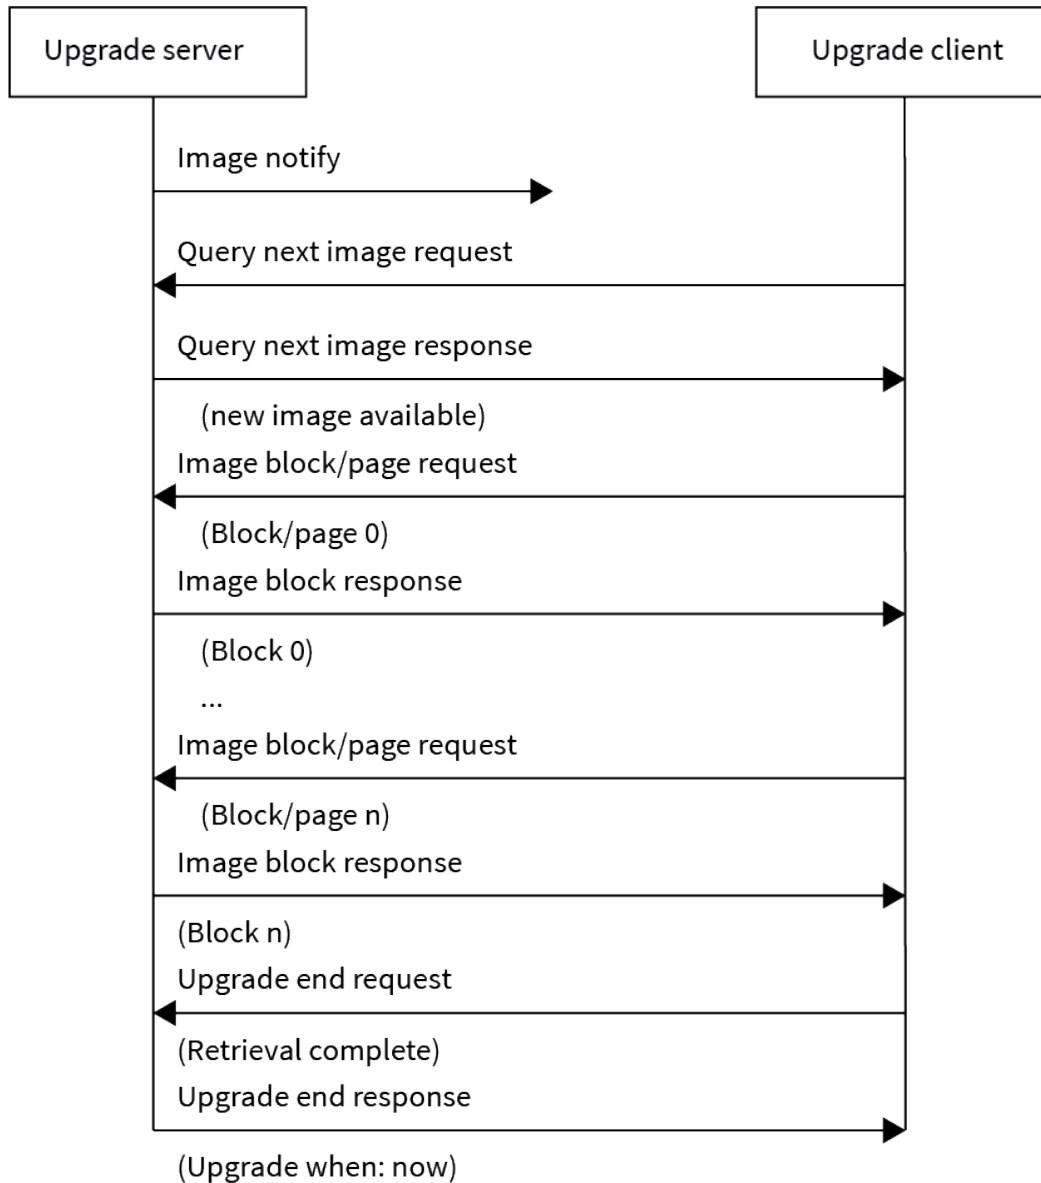 Upgrade server
Upgrade client
Image notify
Query next image request
Query next image response
(new image available)
Image block/page request
(Block/page 0)
Image block response
(Block 0)
...
Image block/page request
(Block/page n)
Image block response
(Block n)
Upgrade end request
(Retrieval complete)
Upgrade end response
(Upgrade when: now)